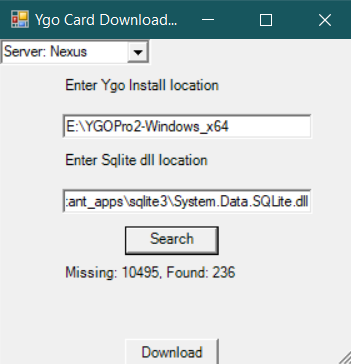 Ygo Card Download...
Server: Nexus
Enter Ygo Install location
E:\YGOPro2-Windows_x64
Enter Sqlite dll location
:ant_apps\sqlite3\System.Data.SQLite.dll
Search
Missing: 10495, Found: 236
Download